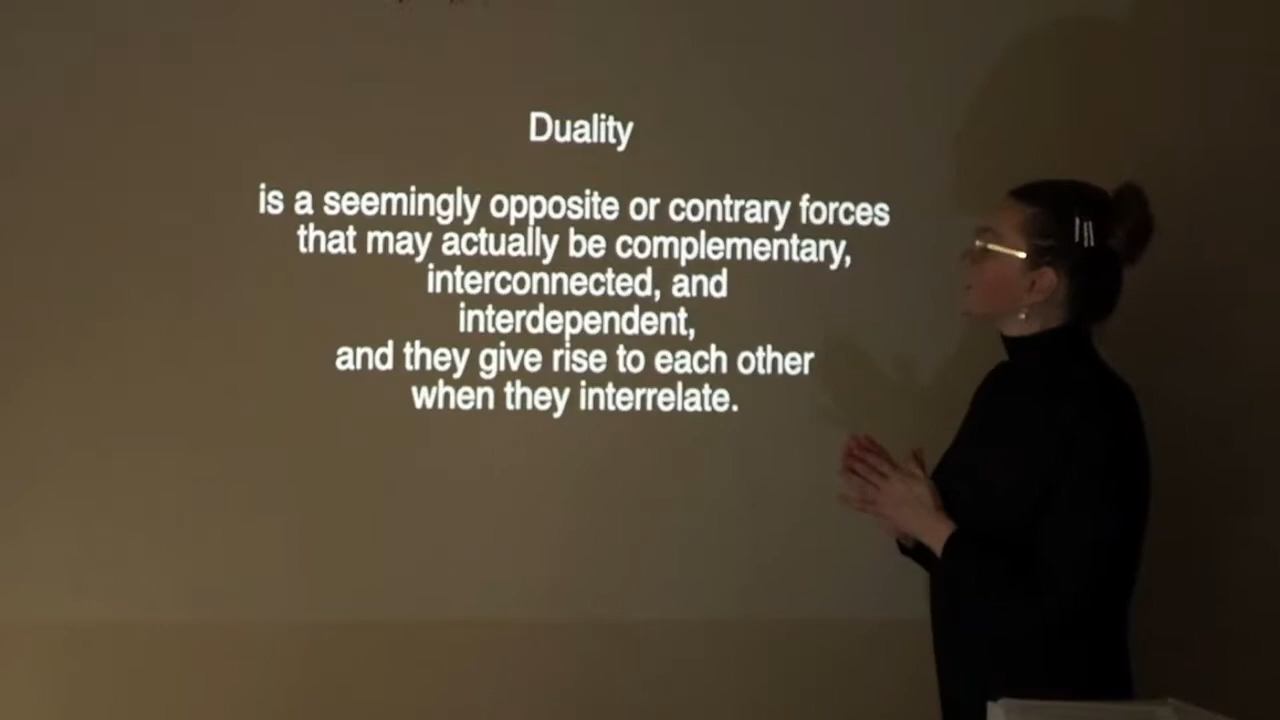 Duality
is a seemingly opposite or contrary forces
that may actually be complementary,
interconnected, and
interdependent,
and they give rise to each other
when they interrelate.